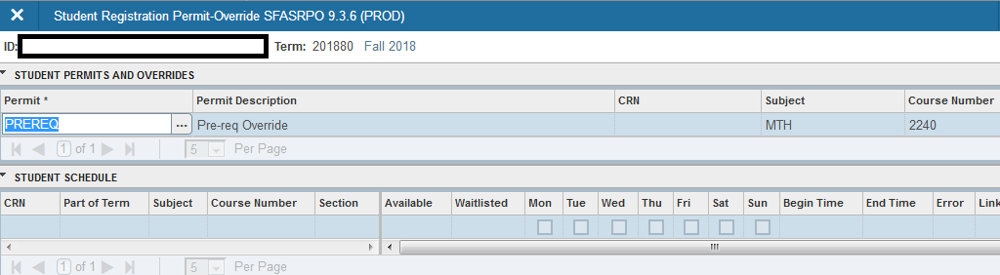 Student Registration Permit-Override SFASRPO 9.3.6 (PROD)
ID: Term: 201880 Fall 2018
STUDENT PERMITS AND OVERRIDES
Permit * Permit Description CRN Subject Course Number
PREREQ ... Pre-req Override MTH 2240
1 of 1 5 Per Page
STUDENT SCHEDULE
CRN Part of Term Subject Course Number Section Available Waitlisted Mon Tue Wed Thu Fri Sat Sun Begin Time End Time Error Link
1 of 1 5 Per Page